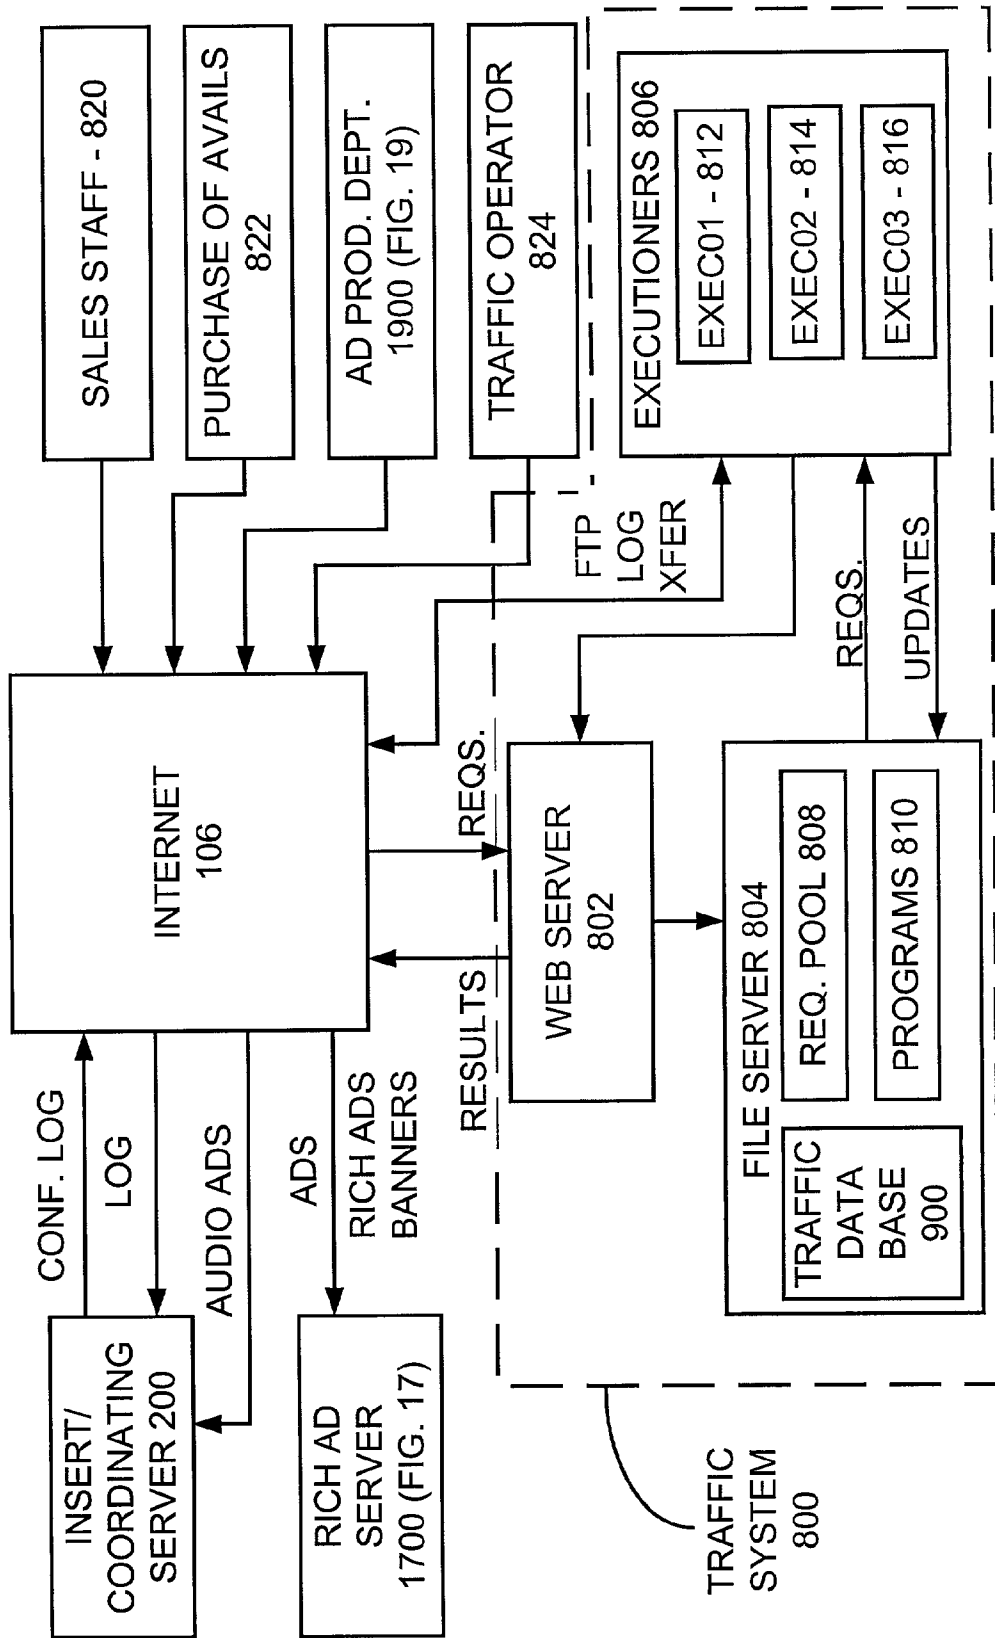 INSERT/
COORDINATING
SERVER 200
RICH AD
SERVER
1700 (FIG. 17)
TRAFFIC
SYSTEM
800
CONF. LOG
LOG
AUDIO ADS
ADS
RICH ADS
BANNERS
INTERNET
106
RESULTS
REQS.
WEB SERVER
802
FILE SERVER 804
TRAFFIC
DATA
BASE
900
REQ. POOL 808
PROGRAMS 810
SALES STAFF - 820
PURCHASE OF AVAILS
822
AD PROD. DEPT.
1900 (FIG. 19)
TRAFFIC OPERATOR
824
FTP
LOG
XFER
REQS.
UPDATES
EXECUTIONERS 806
EXEC01 - 812
EXEC02 - 814
EXEC03 - 816